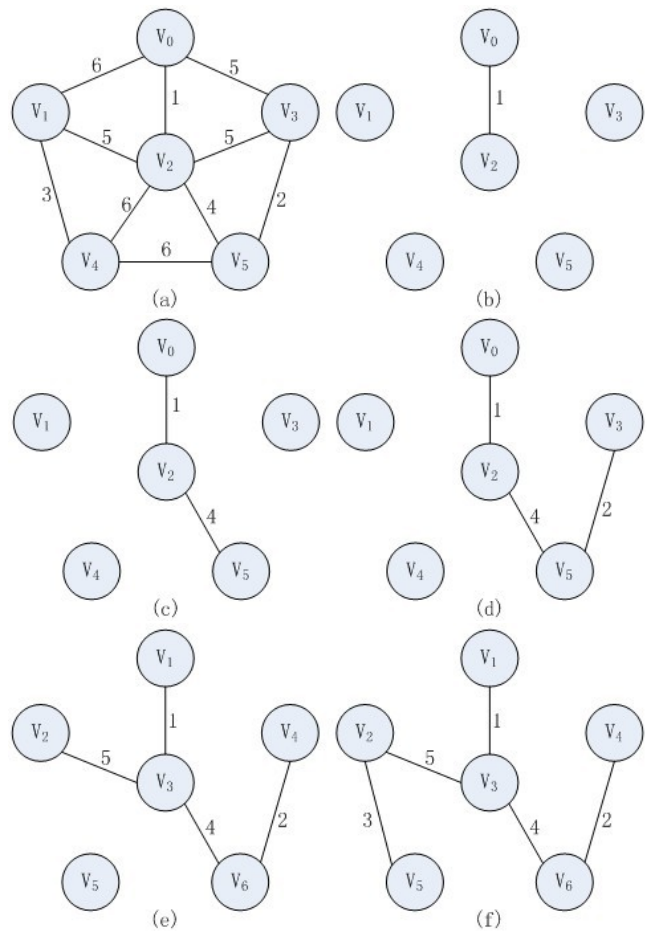 V₀
6 5
1
V₁ V₃
5 5
V₂
3 6 4 2
V₄ 6 V₅
(a)
V₀
1
V₁ V₃
V₂
V₄ V₅
(b)
V₀
1
V₁ V₃
V₂
4
V₄ V₅
(c)
V₀
1
V₁ V₃
V₂
4 2
V₄ V₅
(d)
V₁
1
V₂ V₄
5
V₃
4 2
V₅ V₆
(e)
V₁
1
V₂ V₄
5
V₃
3 4 2
V₅ V₆
(f)